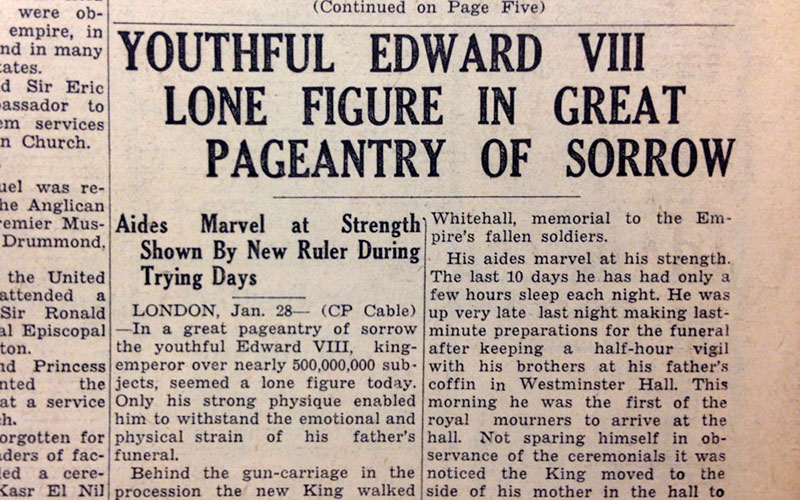 (Continued on Page Five)
were ob-
empire, in
nd in many
ates.
d Sir Eric
assador to
em services
n Church.
uel was re-
he Anglican
remier Mus-
Drummond,
the United
attended a
Sir Ronald
al Episcopal
ton.
nd Princess
nted the
at a service
ch.
orgotten for
ders of fac-
led a cere-
Kasr El Nil
YOUTHFUL EDWARD VIII
LONE FIGURE IN GREAT
PAGEANTRY OF SORROW
Aides Marvel at Strength
Shown By New Ruler During
Trying Days
LONDON, Jan. 28— (CP Cable)
—In a great pageantry of sorrow
the youthful Edward VIII, king-
emperor over nearly 500,000,000 sub-
jects, seemed a lone figure today.
Only his strong physique enabled
him to withstand the emotional and
physical strain of his father's
funeral.
Behind the gun-carriage in the
procession the new King walked
Whitehall, memorial to the Em-
pire's fallen soldiers.
His aides marvel at his strength.
The last 10 days he has had only a
few hours sleep each night. He was
up very late last night making last-
minute preparations for the funeral
after keeping a half-hour vigil
with his brothers at his father's
coffin in Westminster Hall. This
morning he was the first of the
royal mourners to arrive at the
hall. Not sparing himself in ob-
servance of the ceremonials it was
noticed the King moved to the
side of his mother in the hall to